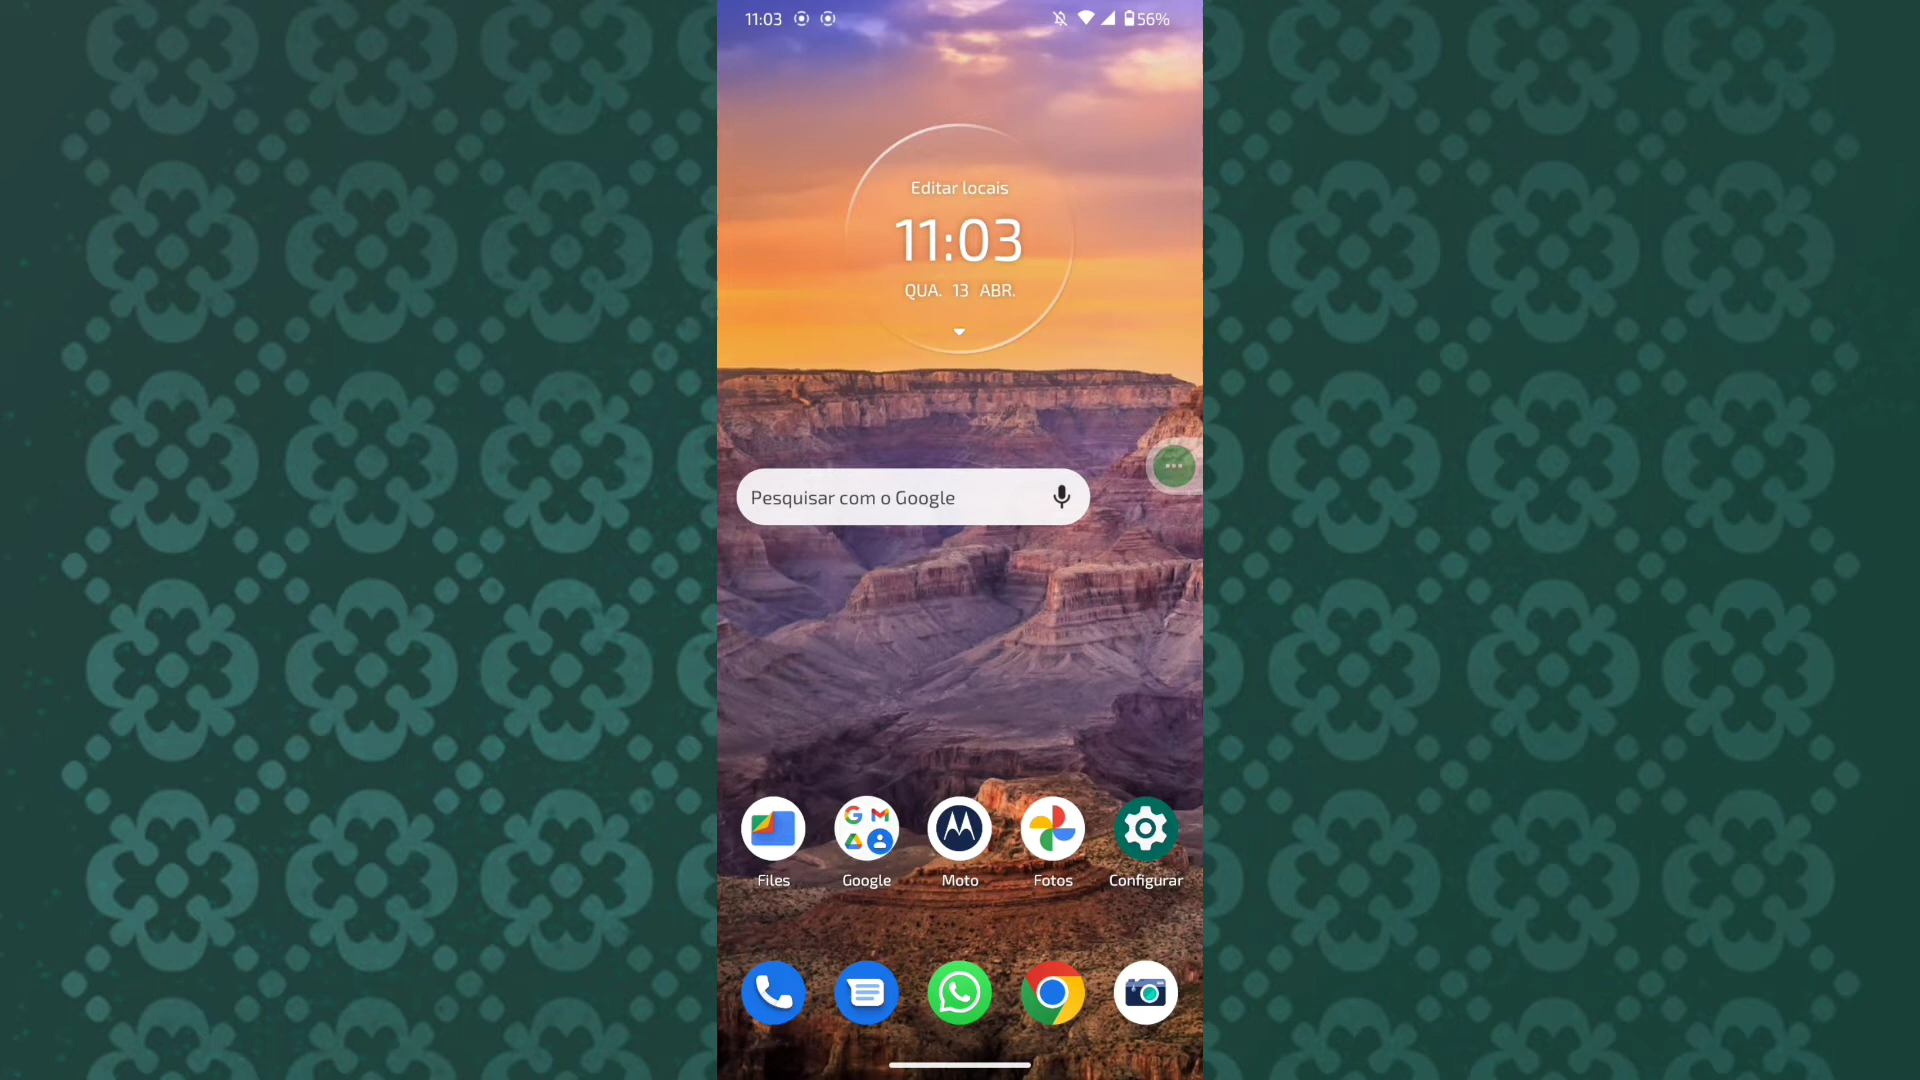 11:03
56%
Editar locais
11:03
QUA. 13 ABR.
Pesquisar com o Google
Files
Google
Moto
Fotos
Configurar